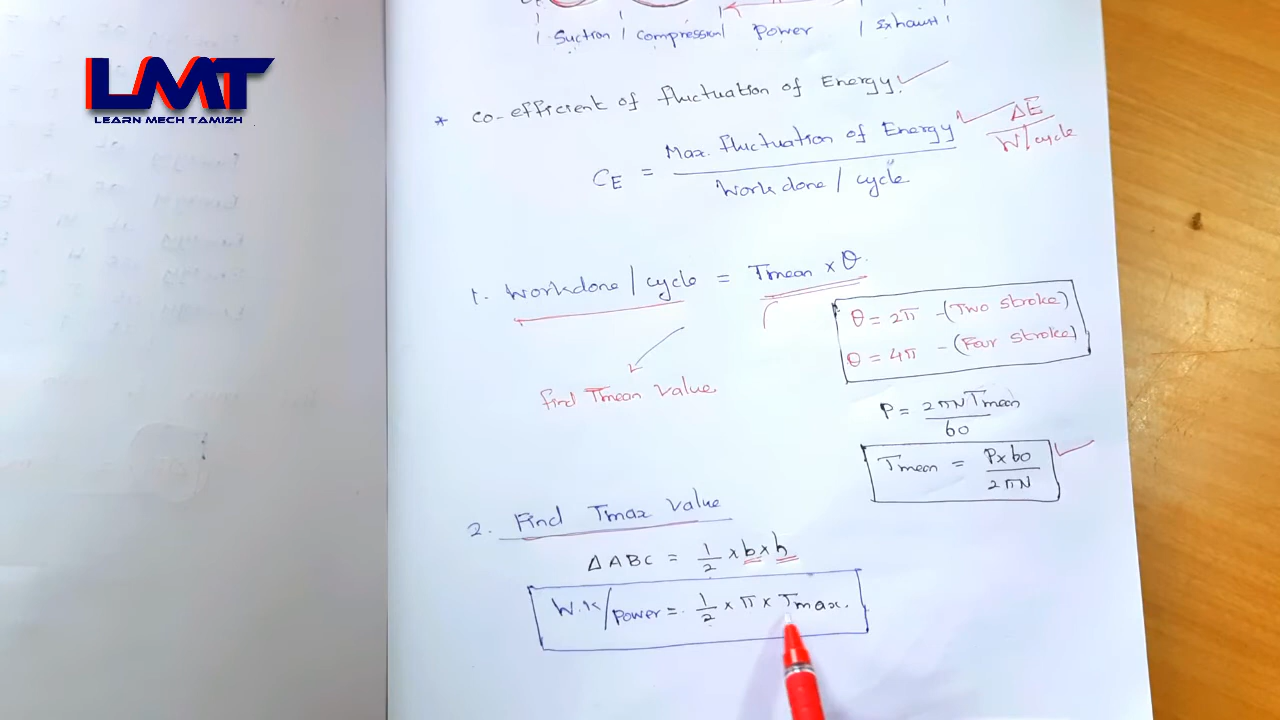 LMT
LEARN MECH TAMIZH
Suction | Compression | Power | Exhaust
* Co-efficient of fluctuation of Energy.
CE = Max. fluctuation of Energy / Workdone / cycle
ΔE / W/cycle
1. Workdone / cycle = Tmean x θ.
θ = 2π - (Two stroke)
θ = 4π - (Four stroke)
find Tmean value
P = 2πNTmean / 60
Tmean = P x 60 / 2πN
2. Find Tmax value
ΔABC = 1/2 x b x h
W.K/power = 1/2 x π x Tmax.